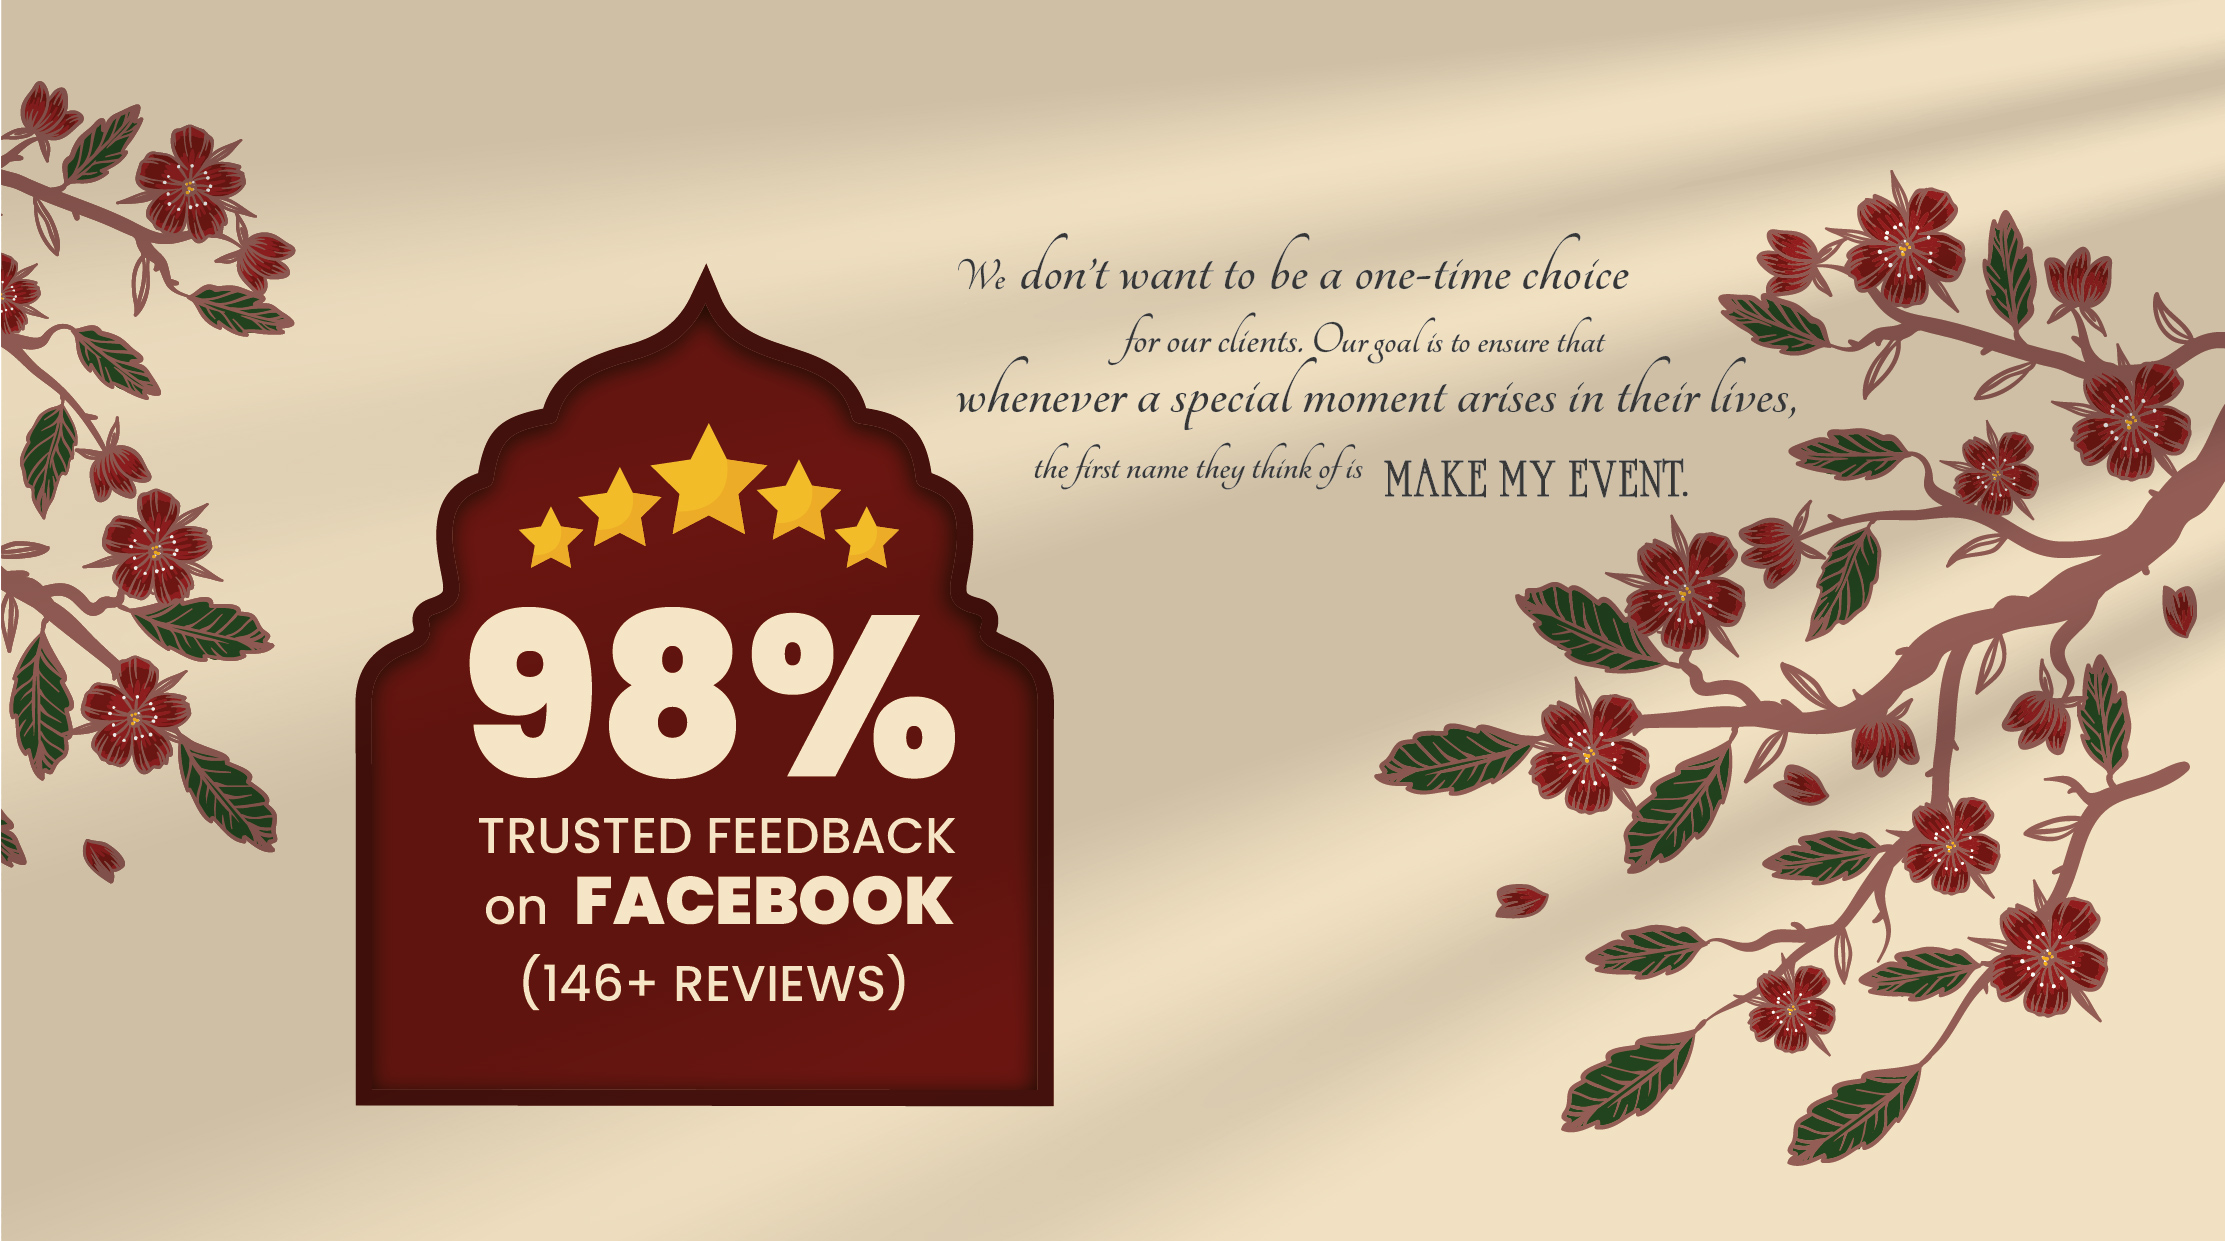 We don't want to be a one-time choice
for our clients. Our goal is to ensure that
whenever a special moment arises in their lives,
the first name they think of is MAKE MY EVENT.
98%
TRUSTED FEEDBACK
on FACEBOOK
(146+ REVIEWS)